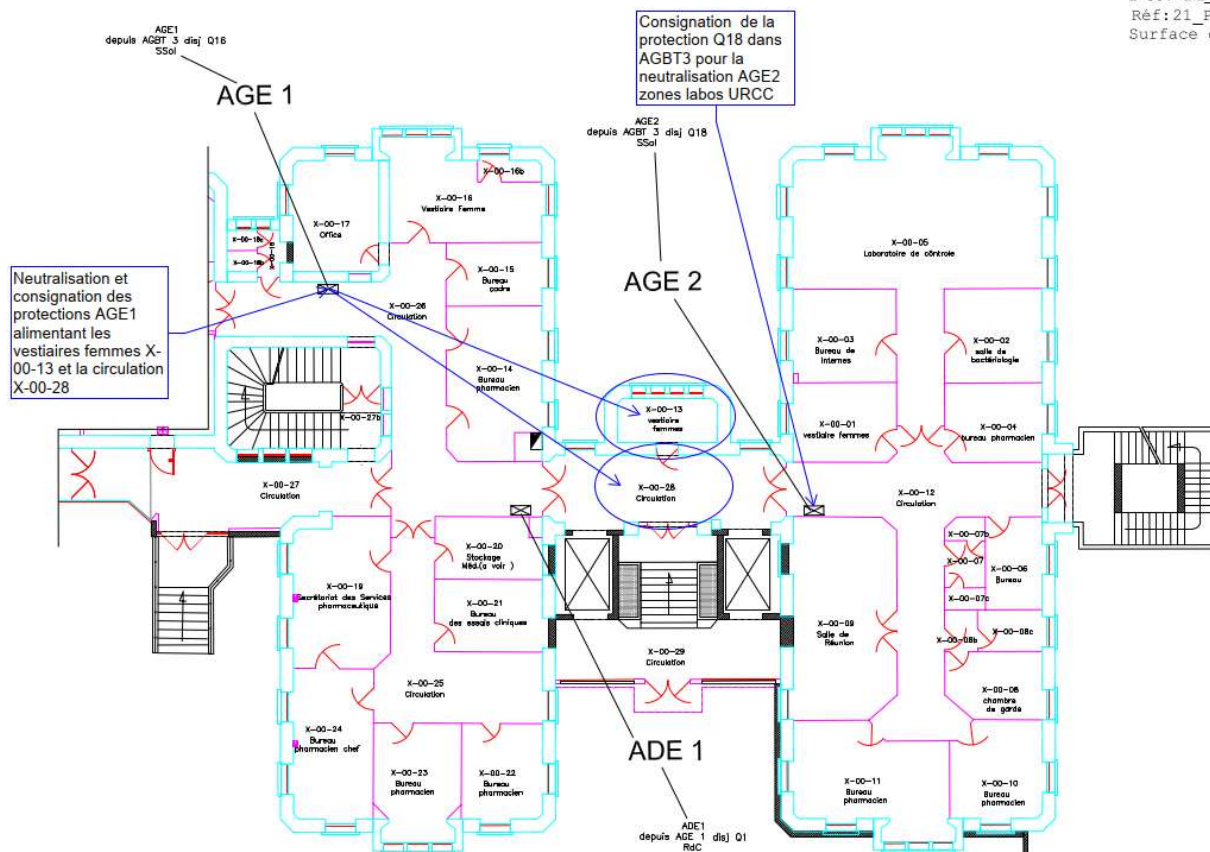 Réf:21_P
Surface
AGE1
depuis AGBT 3 disj Q16
SSol
AGE 1
Consignation de la
protection Q18 dans
AGBT3 pour la
neutralisation AGE2
zones labos URCC
AGE2
depuis AGBT 3 disj Q18
SSol
AGE 2
Neutralisation et
consignation des
protections AGE1
alimentant les
vestiaires femmes X-
00-13 et la circulation
X-00-28
X-00-16b
X-00-16
Vestiaire Femme
X-00-17
Office
X-00-18c
X-00-18b
X-00-18
X-00-15
Bureau
cadre
X-00-26
Circulation
X-00-14
Bureau
pharmacien
X-00-27b
X-00-13
vestiaire
femmes
X-00-05
Laboratoire de côntrole
X-00-03
Bureau de
internes
X-00-02
salle de
bactériologie
X-00-01
vestiaire femmes
X-00-04
bureau pharmacien
X-00-27
Circulation
X-00-28
Circulation
X-00-12
Circulation
X-00-20
Stockage
Méd.(a voir )
X-00-19
Secrétariat des Services
pharmaceutique
X-00-21
Bureau
des essais cliniques
X-00-07b
X-00-07
X-00-06
Bureau
X-00-07c
X-00-09
Salle de
Réunion
X-00-08b
X-00-08c
X-00-29
Circulation
X-00-25
Circulation
X-00-08
chambre
de garde
X-00-24
Bureau
pharmacien chef
X-00-23
Bureau
pharmacien
X-00-22
Bureau
pharmacien
ADE 1
X-00-11
Bureau
pharmacien
X-00-10
Bureau
pharmacien
ADE1
depuis AGE 1 disj Q1
RdC